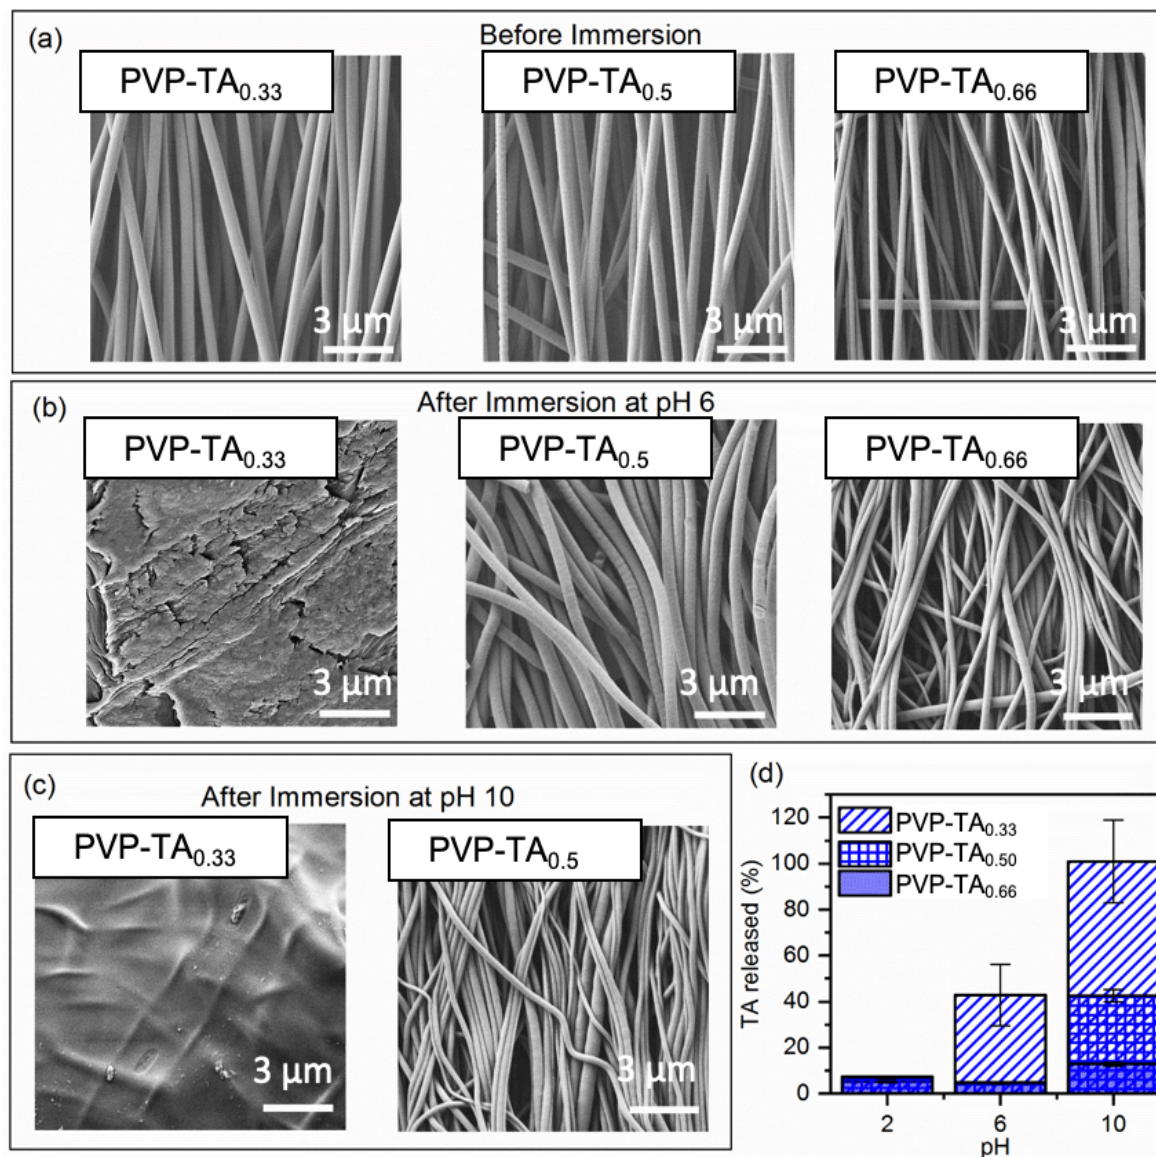 (a)
Before Immersion
PVP-TA0.33
PVP-TA0.5
PVP-TA0.66
3 μm
3 μm
3 μm
(b)
After Immersion at pH 6
PVP-TA0.33
PVP-TA0.5
PVP-TA0.66
3 μm
3 μm
3 μm
(c)
After Immersion at pH 10
PVP-TA0.33
PVP-TA0.5
3 μm
3 μm
(d)
TA released (%)
120
100
80
60
40
20
0
PVP-TA0.33
PVP-TA0.50
PVP-TA0.66
2
6
10
pH